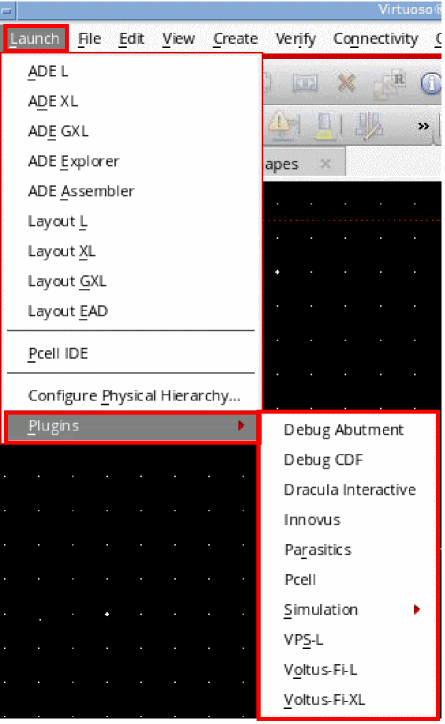 Virtuoso®
Launch File Edit View Create Verify Connectivity
ADE L
ADE XL
ADE GXL
ADE Explorer
ADE Assembler
apes ×
Layout L
Layout XL
Layout GXL
Layout EAD
Pcell IDE
Configure Physical Hierarchy...
Plugins
Debug Abutment
Debug CDF
Dracula Interactive
Innovus
Parasitics
Pcell
Simulation
VPS-L
Voltus-Fi-L
Voltus-Fi-XL